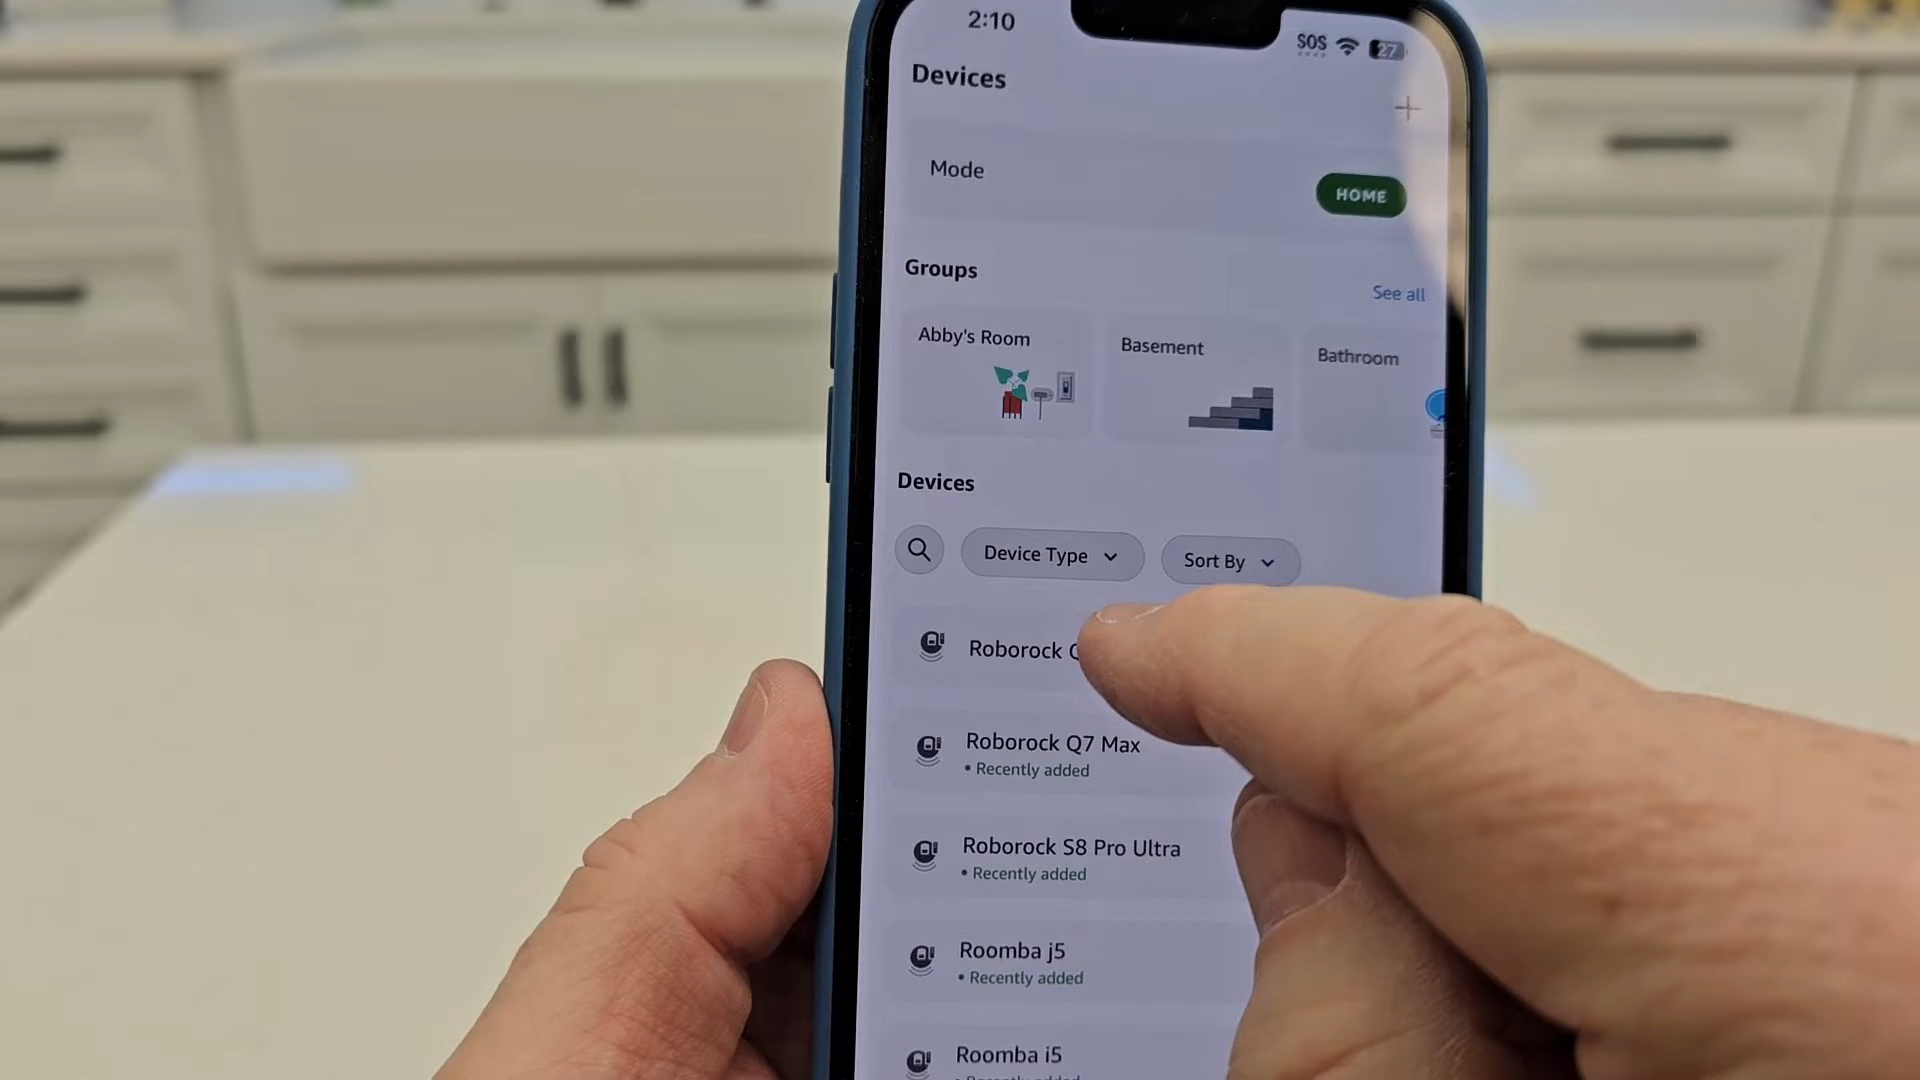 2:10
SOS
27
Devices
Mode
HOME
Groups
See all
Abby's Room
Basement
Bathroom
Devices
Device Type
Sort By
Roborock
Roborock Q7 Max
• Recently added
Roborock S8 Pro Ultra
• Recently added
Roomba j5
• Recently added
Roomba i5